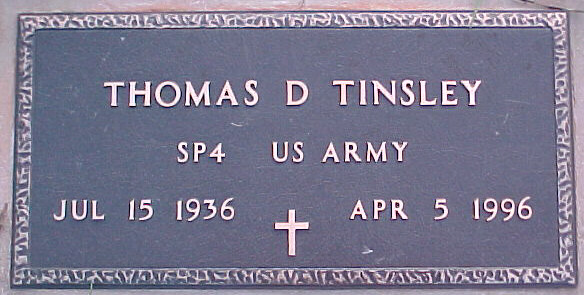 THOMAS D TINSLEY
SP4 US ARMY
JUL 15 1936 APR 5 1996